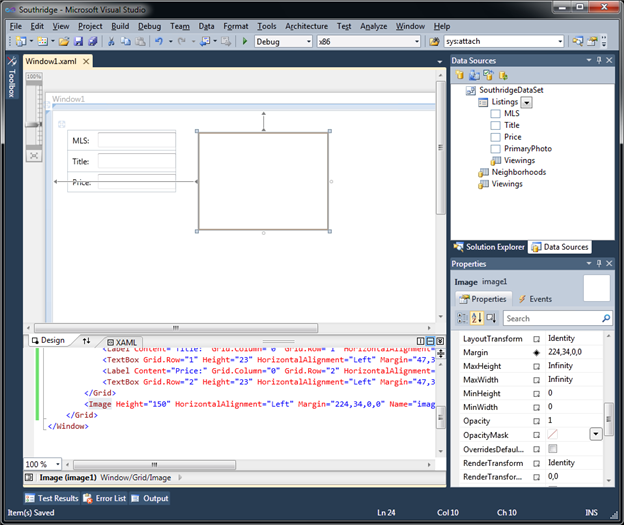 Southridge - Microsoft Visual Studio
File Edit View Project Build Debug Team Data Format Tools Architecture Test Analyze Window Help
Debug x86 sys:attach
Toolbox
Window1.xaml
100%
Window1
MLS:
Title:
Price:
Design XAML
<Label Content="Title:" Grid.Column="0" Grid.Row="1" HorizontalAlignment
<TextBox Grid.Row="1" Height="23" HorizontalAlignment="Left" Margin="47,3
<Label Content="Price:" Grid.Column="0" Grid.Row="2" HorizontalAlignment
<TextBox Grid.Row="2" Height="23" HorizontalAlignment="Left" Margin="47,3
</Grid>
<Image Height="150" HorizontalAlignment="Left" Margin="224,34,0,0" Name="imag
</Grid>
</Window>
100 %
Image (image1) Window/Grid/Image
Data Sources
SouthridgeDataSet
Listings
MLS
Title
Price
PrimaryPhoto
Viewings
Neighborhoods
Viewings
Solution Explorer Data Sources
Properties
Image image1
Properties Events
Search
LayoutTransform Identity
Margin 224,34,0,0
MaxHeight Infinity
MaxWidth Infinity
MinHeight 0
MinWidth 0
Opacity 1
OpacityMask
OverridesDefaul...
RenderTransform Identity
RenderTransfor... 0,0
Test Results Error List Output
Item(s) Saved Ln 24 Col 10 Ch 10 INS